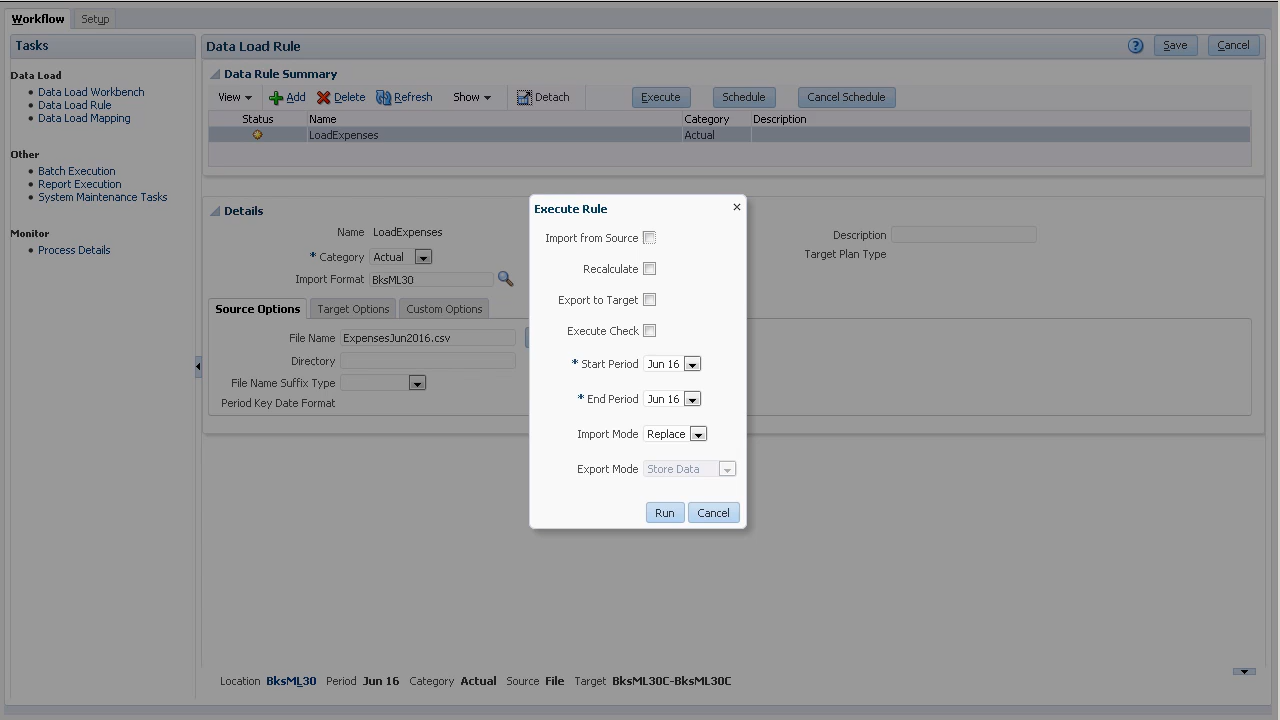 Workflow Setup
Tasks
Data Load
Data Load Workbench
Data Load Rule
Data Load Mapping
Other
Batch Execution
Report Execution
System Maintenance Tasks
Monitor
Process Details
Data Load Rule ? Save Cancel
Data Rule Summary
View Add Delete Refresh Show Detach Execute Schedule Cancel Schedule
Status Name Category Description
LoadExpenses Actual
Details
Name LoadExpenses
* Category Actual
Import Format BksML30
Description
Target Plan Type
Source Options Target Options Custom Options
File Name ExpensesJun2016.csv
Directory
File Name Suffix Type
Period Key Date Format
Execute Rule ×
Import from Source
Recalculate
Export to Target
Execute Check
* Start Period Jun 16
* End Period Jun 16
Import Mode Replace
Export Mode Store Data
Run Cancel
Location BksML30 Period Jun 16 Category Actual Source File Target BksML30C-BksML30C